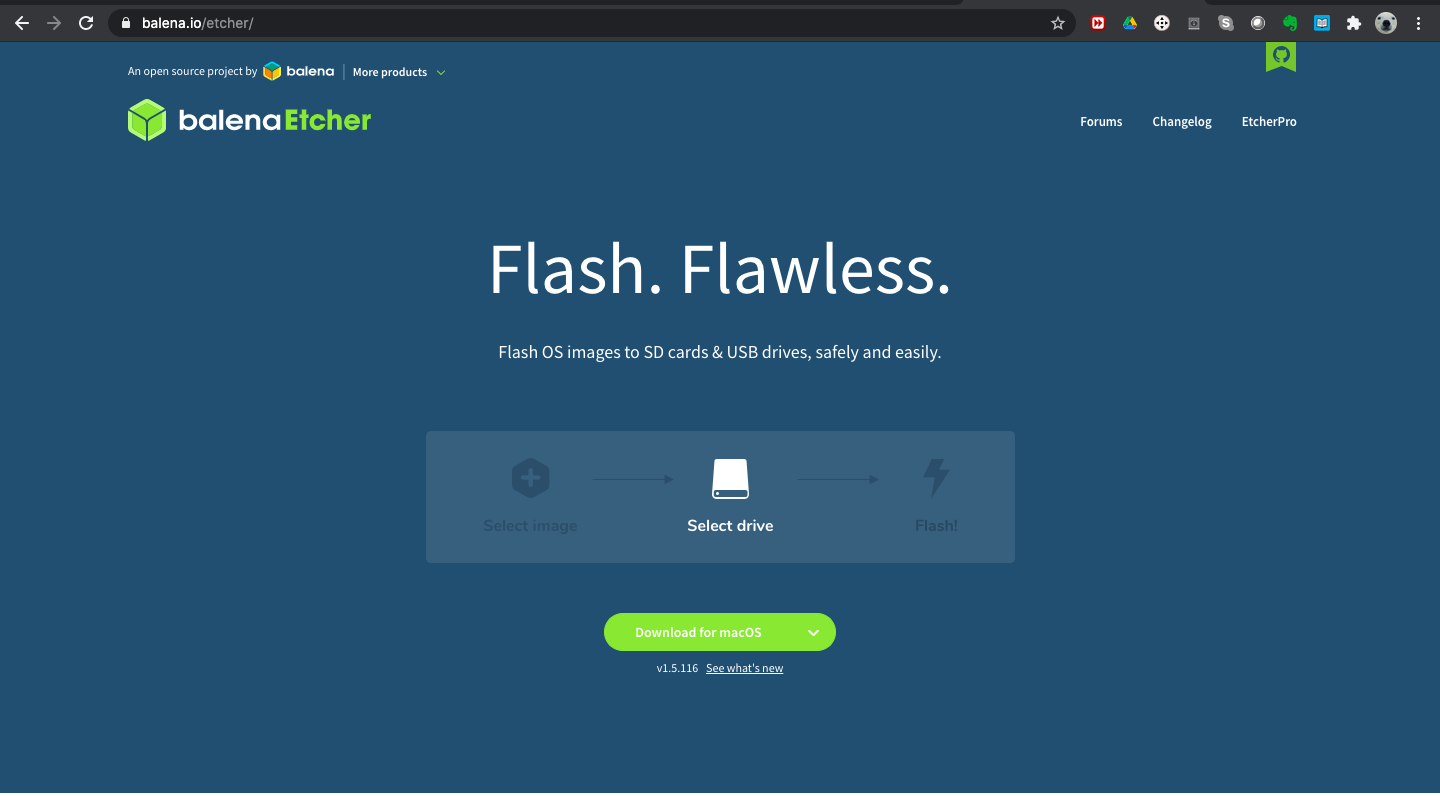 balena.io/etcher/
An open source project by balena More products
balenaEtcher
Forums Changelog EtcherPro
Flash. Flawless.
Flash OS images to SD cards & USB drives, safely and easily.
Select image Select drive Flash!
Download for macOS
v1.5.116 See what's new